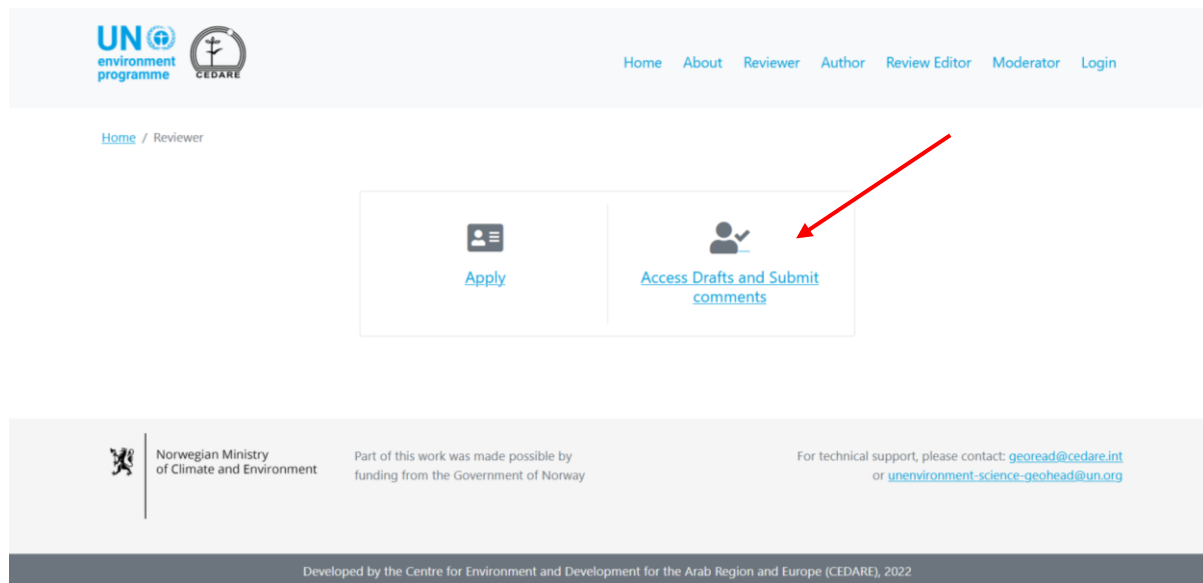 UN
environment
programme
CEDARE
Home About Reviewer Author Review Editor Moderator Login
Home / Reviewer
Apply
Access Drafts and Submit
comments
Norwegian Ministry
of Climate and Environment
Part of this work was made possible by
funding from the Government of Norway
For technical support, please contact: georead@cedare.int
or unenvironment-science-geohead@un.org
Developed by the Centre for Environment and Development for the Arab Region and Europe (CEDARE), 2022